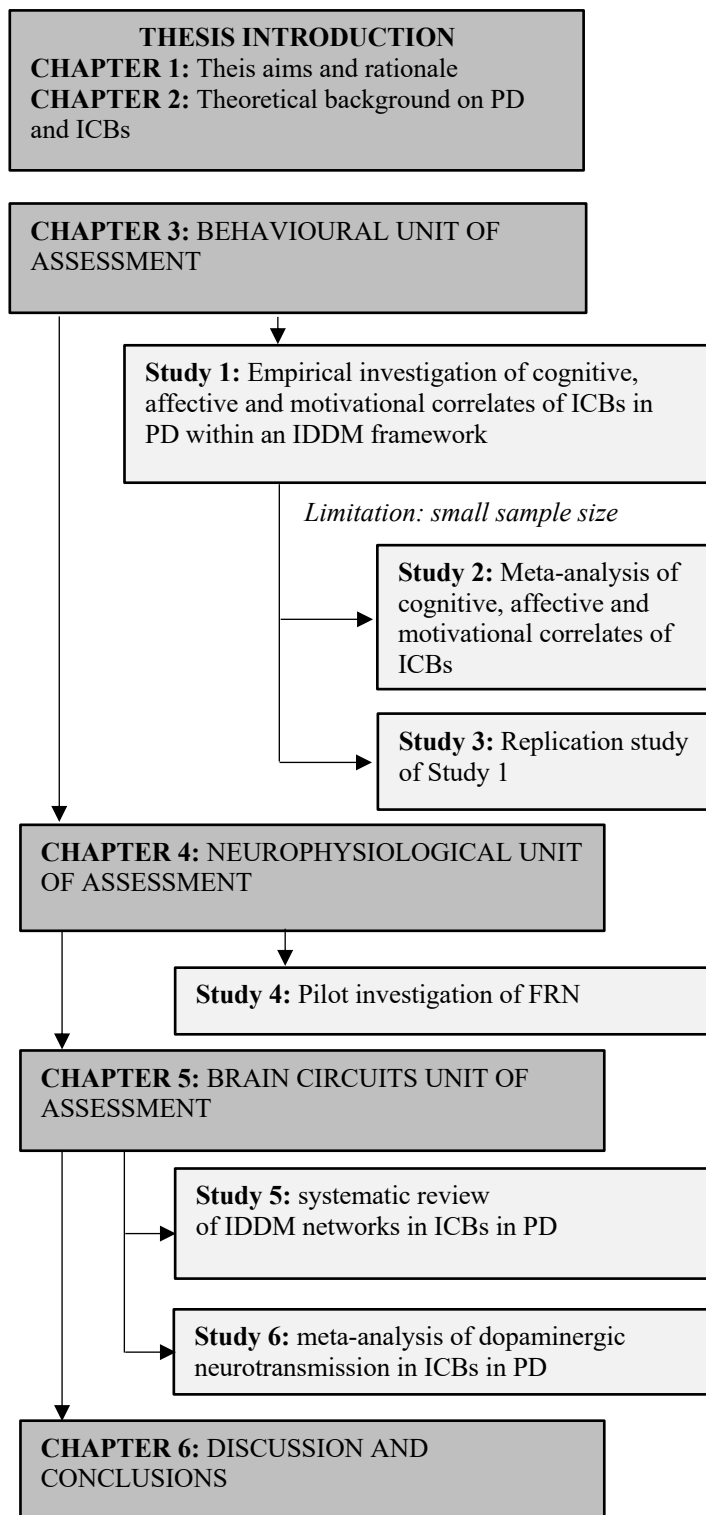 THESIS INTRODUCTION
CHAPTER 1: Theis aims and rationale
CHAPTER 2: Theoretical background on PD
and ICBs
CHAPTER 3: BEHAVIOURAL UNIT OF
ASSESSMENT
Study 1: Empirical investigation of cognitive,
affective and motivational correlates of ICBs in
PD within an IDDM framework
Limitation: small sample size
Study 2: Meta-analysis of
cognitive, affective and
motivational correlates of
ICBs
Study 3: Replication study
of Study 1
CHAPTER 4: NEUROPHYSIOLOGICAL UNIT
OF ASSESSMENT
Study 4: Pilot investigation of FRN
CHAPTER 5: BRAIN CIRCUITS UNIT OF
ASSESSMENT
Study 5: systematic review
of IDDM networks in ICBs in PD
Study 6: meta-analysis of dopaminergic
neurotransmission in ICBs in PD
CHAPTER 6: DISCUSSION AND
CONCLUSIONS